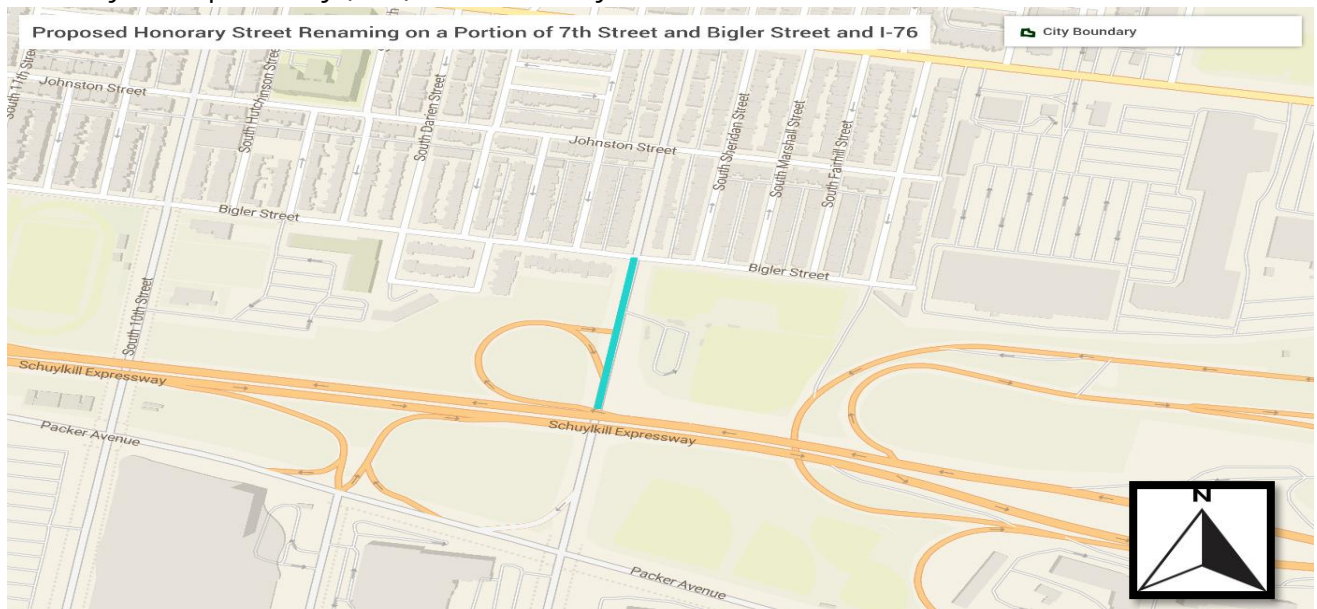 Proposed Honorary Street Renaming on a Portion of 7th Street and Bigler Street and I-76
City Boundary
South 11th Street
Johnston Street
South Hutchinson Street
South Darien Street
Johnston Street
South Sheridan Street
South Marshall Street
South Fairhill Street
Bigler Street
Bigler Street
South 10th Street
Schuylkill Expressway
Schuylkill Expressway
Packer Avenue
Packer Avenue
N